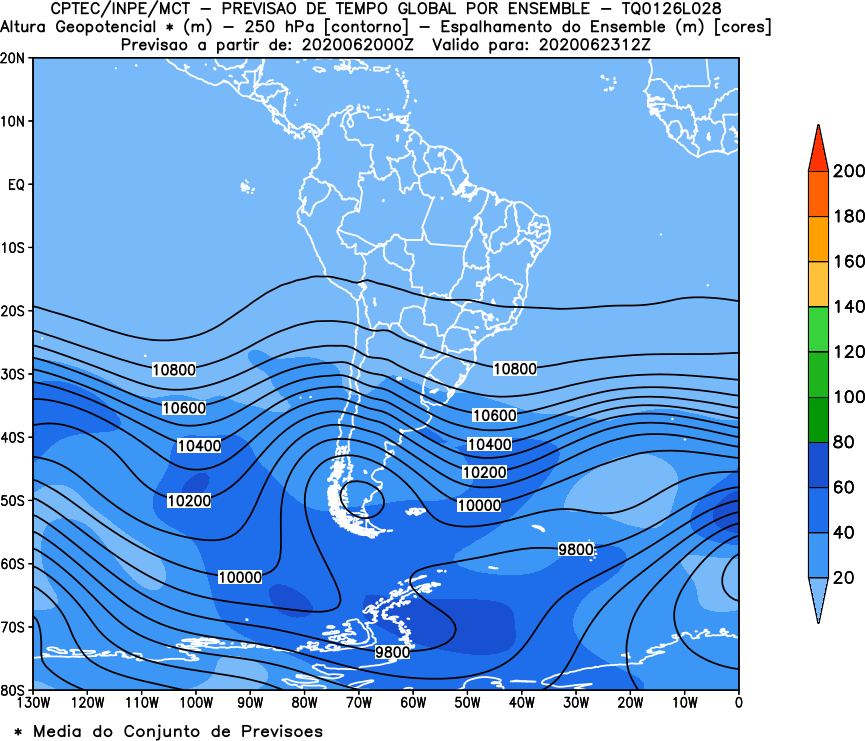 CPTEC/INPE/MCT – PREVISAO DE TEMPO GLOBAL POR ENSEMBLE – TQ0126L028
Altura Geopotencial * (m) – 250 hPa [contorno] – Espalhamento do Ensemble (m) [cores]
Previsao a partir de: 2020062000Z  Valido para: 2020062312Z
20N
10N
EQ
10S
20S
30S
40S
50S
60S
70S
80S
10800
10800
10600
10600
10400
10400
10200
10200
10000
9800
10000
9800
200
180
160
140
120
100
80
60
40
20
130W 120W 110W 100W 90W 80W 70W 60W 50W 40W 30W 20W 10W 0
* Media do Conjunto de Previsoes